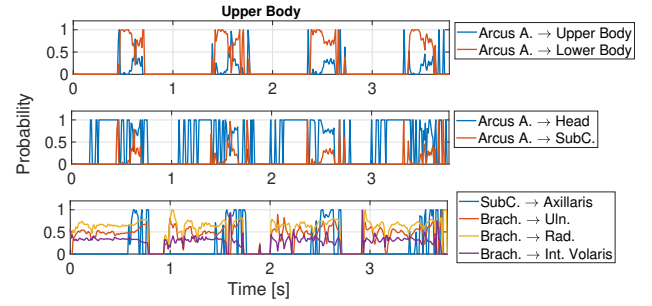 Upper Body
1
0.5
0
0 1 2 3
Arcus A. → Upper Body
Arcus A. → Lower Body
Probability
1
0.5
0
0 1 2 3
Arcus A. → Head
Arcus A. → SubC.
1
0.5
0
0 1 2 3
SubC. → Axillaris
Brach. → Uln.
Brach. → Rad.
Brach. → Int. Volaris
Time [s]